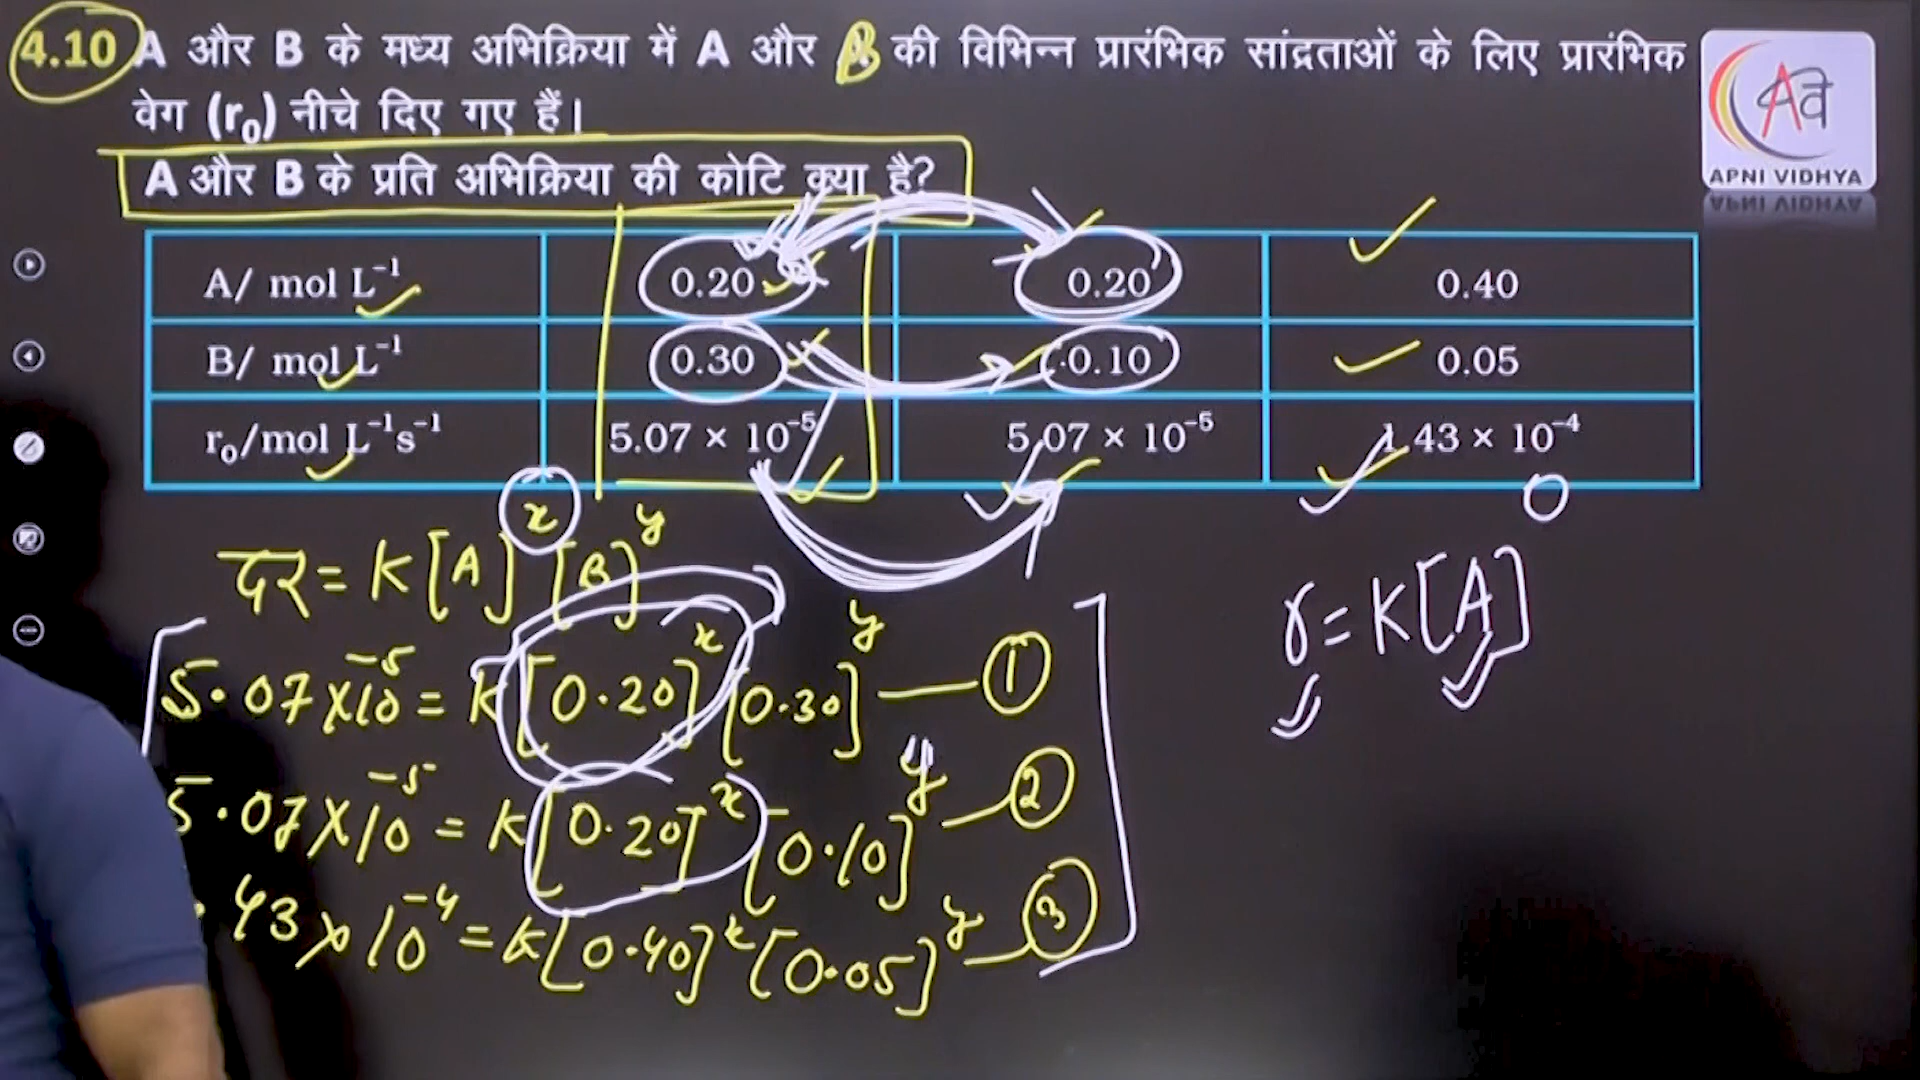 4.10 A और B के मध्य अभिक्रिया में A और B की विभिन्न प्रारंभिक सांद्रताओं के लिए प्रारंभिक
वेग (r₀) नीचे दिए गए हैं।
A और B के प्रति अभिक्रिया की कोटि क्या है?
APNI VIDHYA
A/ mol L⁻¹ 0.20 0.20 0.40
B/ mol L⁻¹ 0.30 0.10 0.05
r₀/mol L⁻¹s⁻¹ 5.07 × 10⁻⁵ 5.07 × 10⁻⁵ 1.43 × 10⁻⁴
दर = K[A]ˣ [B]ʸ
r = K[A]
5.07×10⁻⁵ = K[0.20]ˣ [0.30]ʸ — 1
5.07×10⁻⁵ = K[0.20]ˣ [0.10]ʸ — 2
.43×10⁻⁴ = K[0.40]ˣ [0.05]ʸ — 3